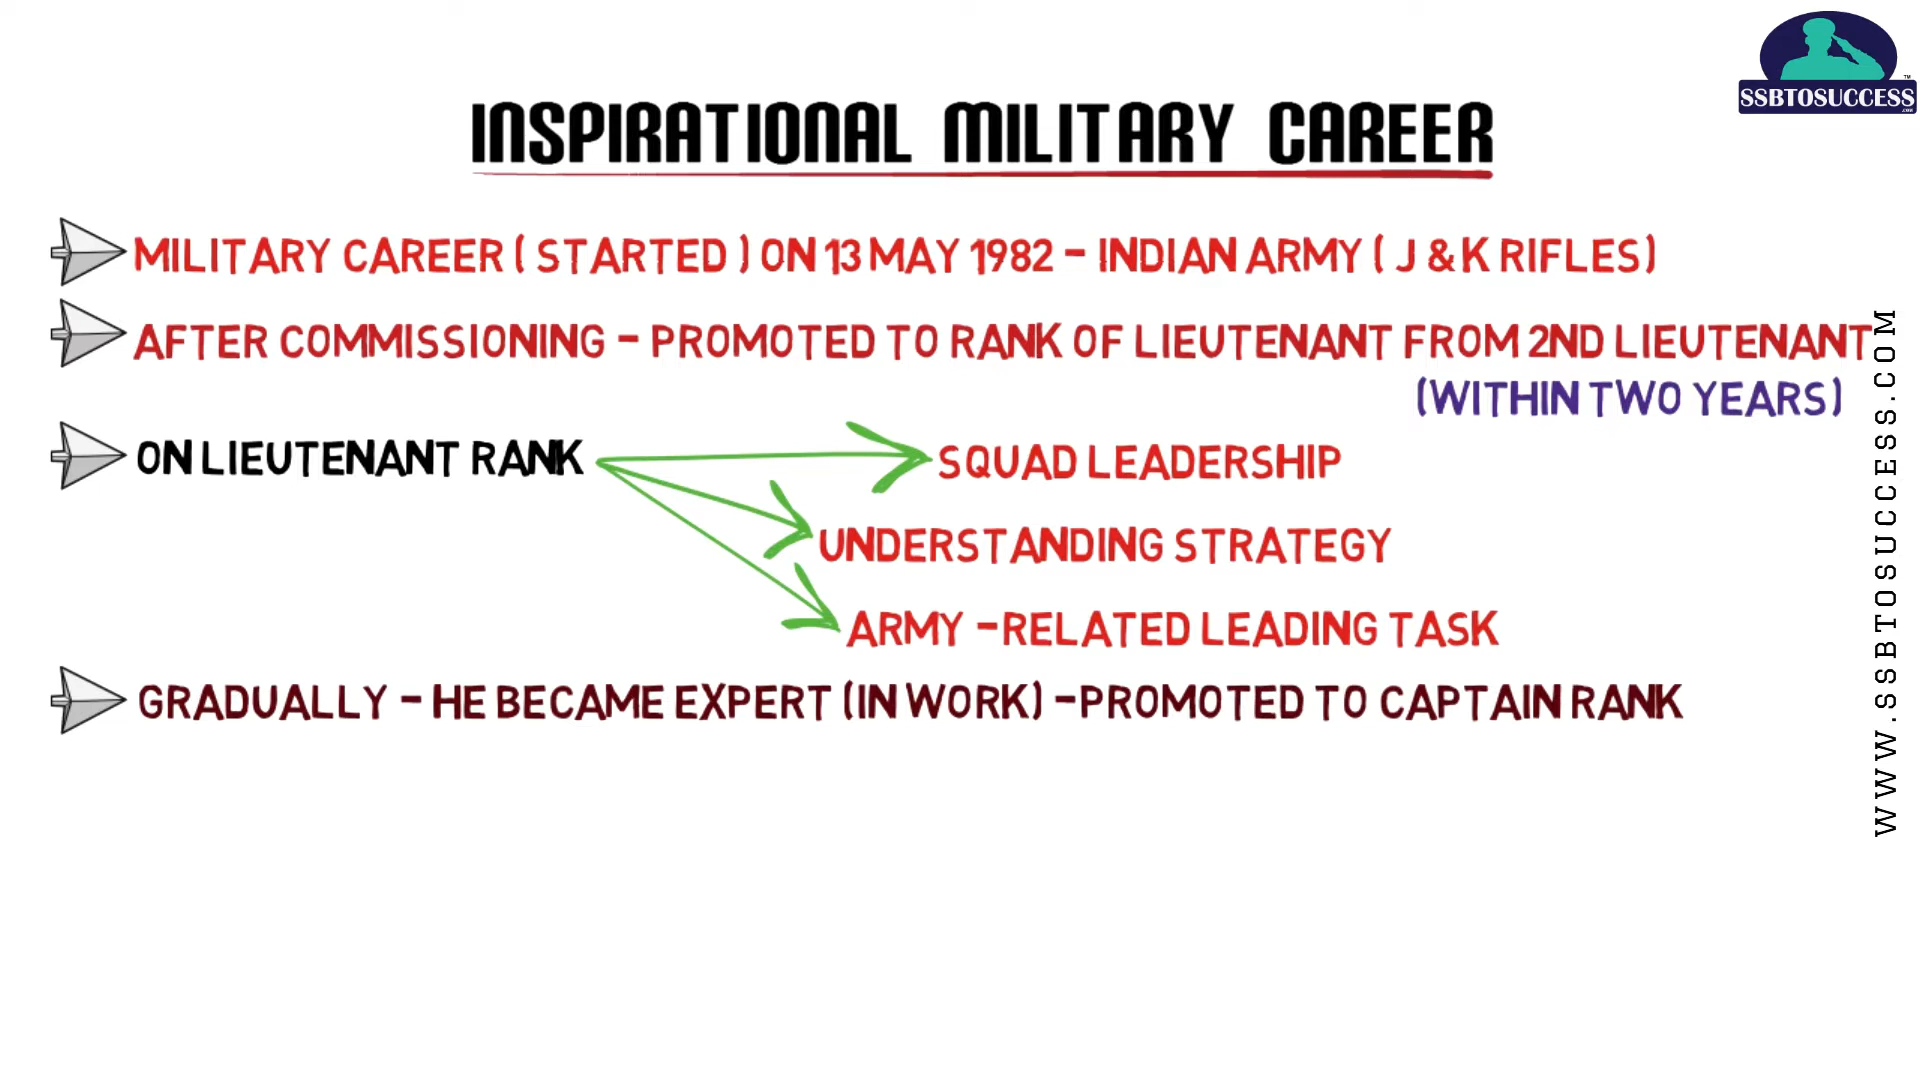 SSBTOSUCCESS
.COM
TM
INSPIRATIONAL MILITARY CAREER
MILITARY CAREER ( STARTED ) ON 13 MAY 1982 - INDIAN ARMY ( J & K RIFLES )
AFTER COMMISSIONING - PROMOTED TO RANK OF LIEUTENANT FROM 2ND LIEUTENANT
(WITHIN TWO YEARS)
ON LIEUTENANT RANK
SQUAD LEADERSHIP
UNDERSTANDING STRATEGY
ARMY -RELATED LEADING TASK
GRADUALLY - HE BECAME EXPERT (IN WORK) -PROMOTED TO CAPTAIN RANK
WWW.SSBTOSUCCESS.COM